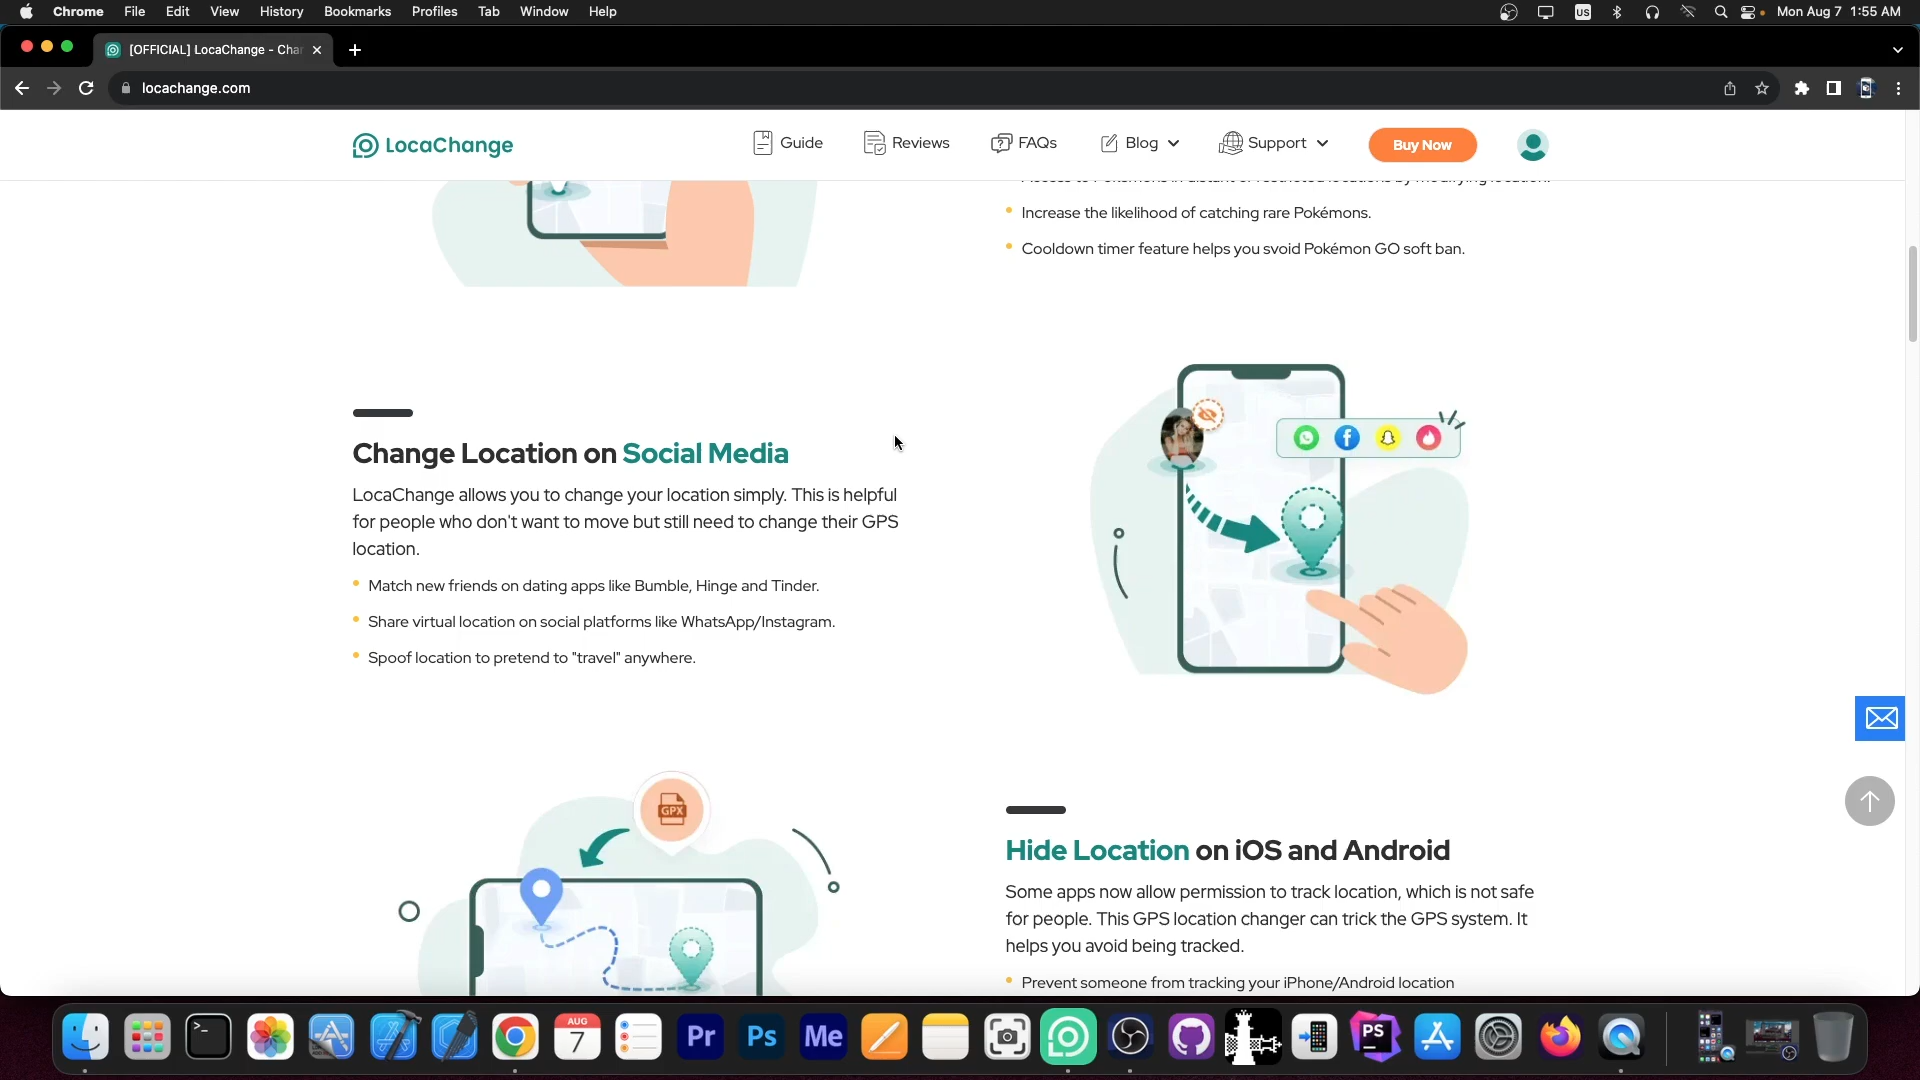 Chrome File Edit View History Bookmarks Profiles Tab Window Help
US
Mon Aug 7 1:55 AM
[OFFICIAL] LocaChange - Cha
locachange.com
LocaChange
Guide
Reviews
FAQs
Blog
Support
Buy Now
Increase the likelihood of catching rare Pokémons.
Cooldown timer feature helps you svoid Pokémon GO soft ban.
Change Location on Social Media
LocaChange allows you to change your location simply. This is helpful
for people who don't want to move but still need to change their GPS
location.
Match new friends on dating apps like Bumble, Hinge and Tinder.
Share virtual location on social platforms like WhatsApp/Instagram.
Spoof location to pretend to "travel" anywhere.
GPX
Hide Location on iOS and Android
Some apps now allow permission to track location, which is not safe
for people. This GPS location changer can trick the GPS system. It
helps you avoid being tracked.
Prevent someone from tracking your iPhone/Android location
AUG
7
Pr
Ps
Me
PS